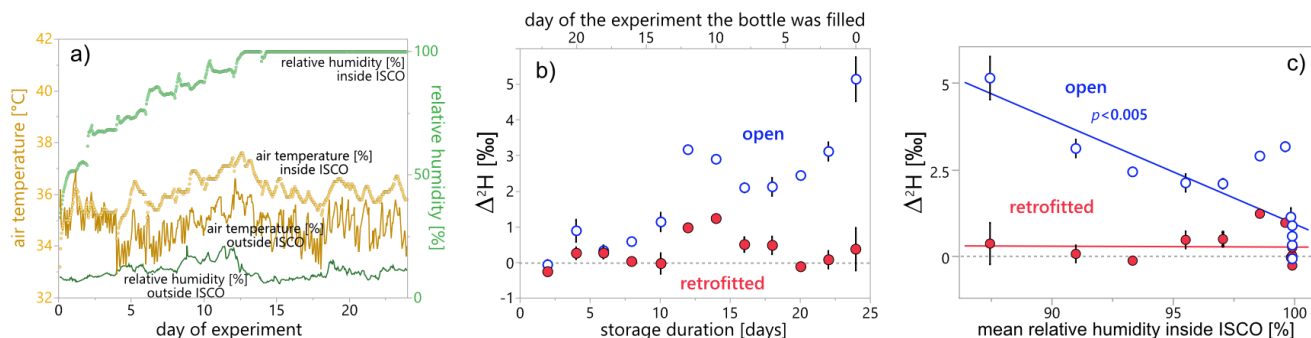 a)
air temperature [°C]
42
40
38
36
34
32
relative humidity [%]
inside ISCO
air temperature [%]
inside ISCO
air temperature [%]
outside ISCO
relative humidity [%]
outside ISCO
100
50
0
relative humidity [%]
0
5
10
15
20
day of experiment
day of the experiment the bottle was filled
20
15
10
5
0
b)
Δ²H [‰]
5
4
3
2
1
0
-1
open
retrofitted
0
5
10
15
20
25
storage duration [days]
c)
Δ²H [‰]
5
2.5
0
open
p<0.005
retrofitted
90
95
100
mean relative humidity inside ISCO [%]